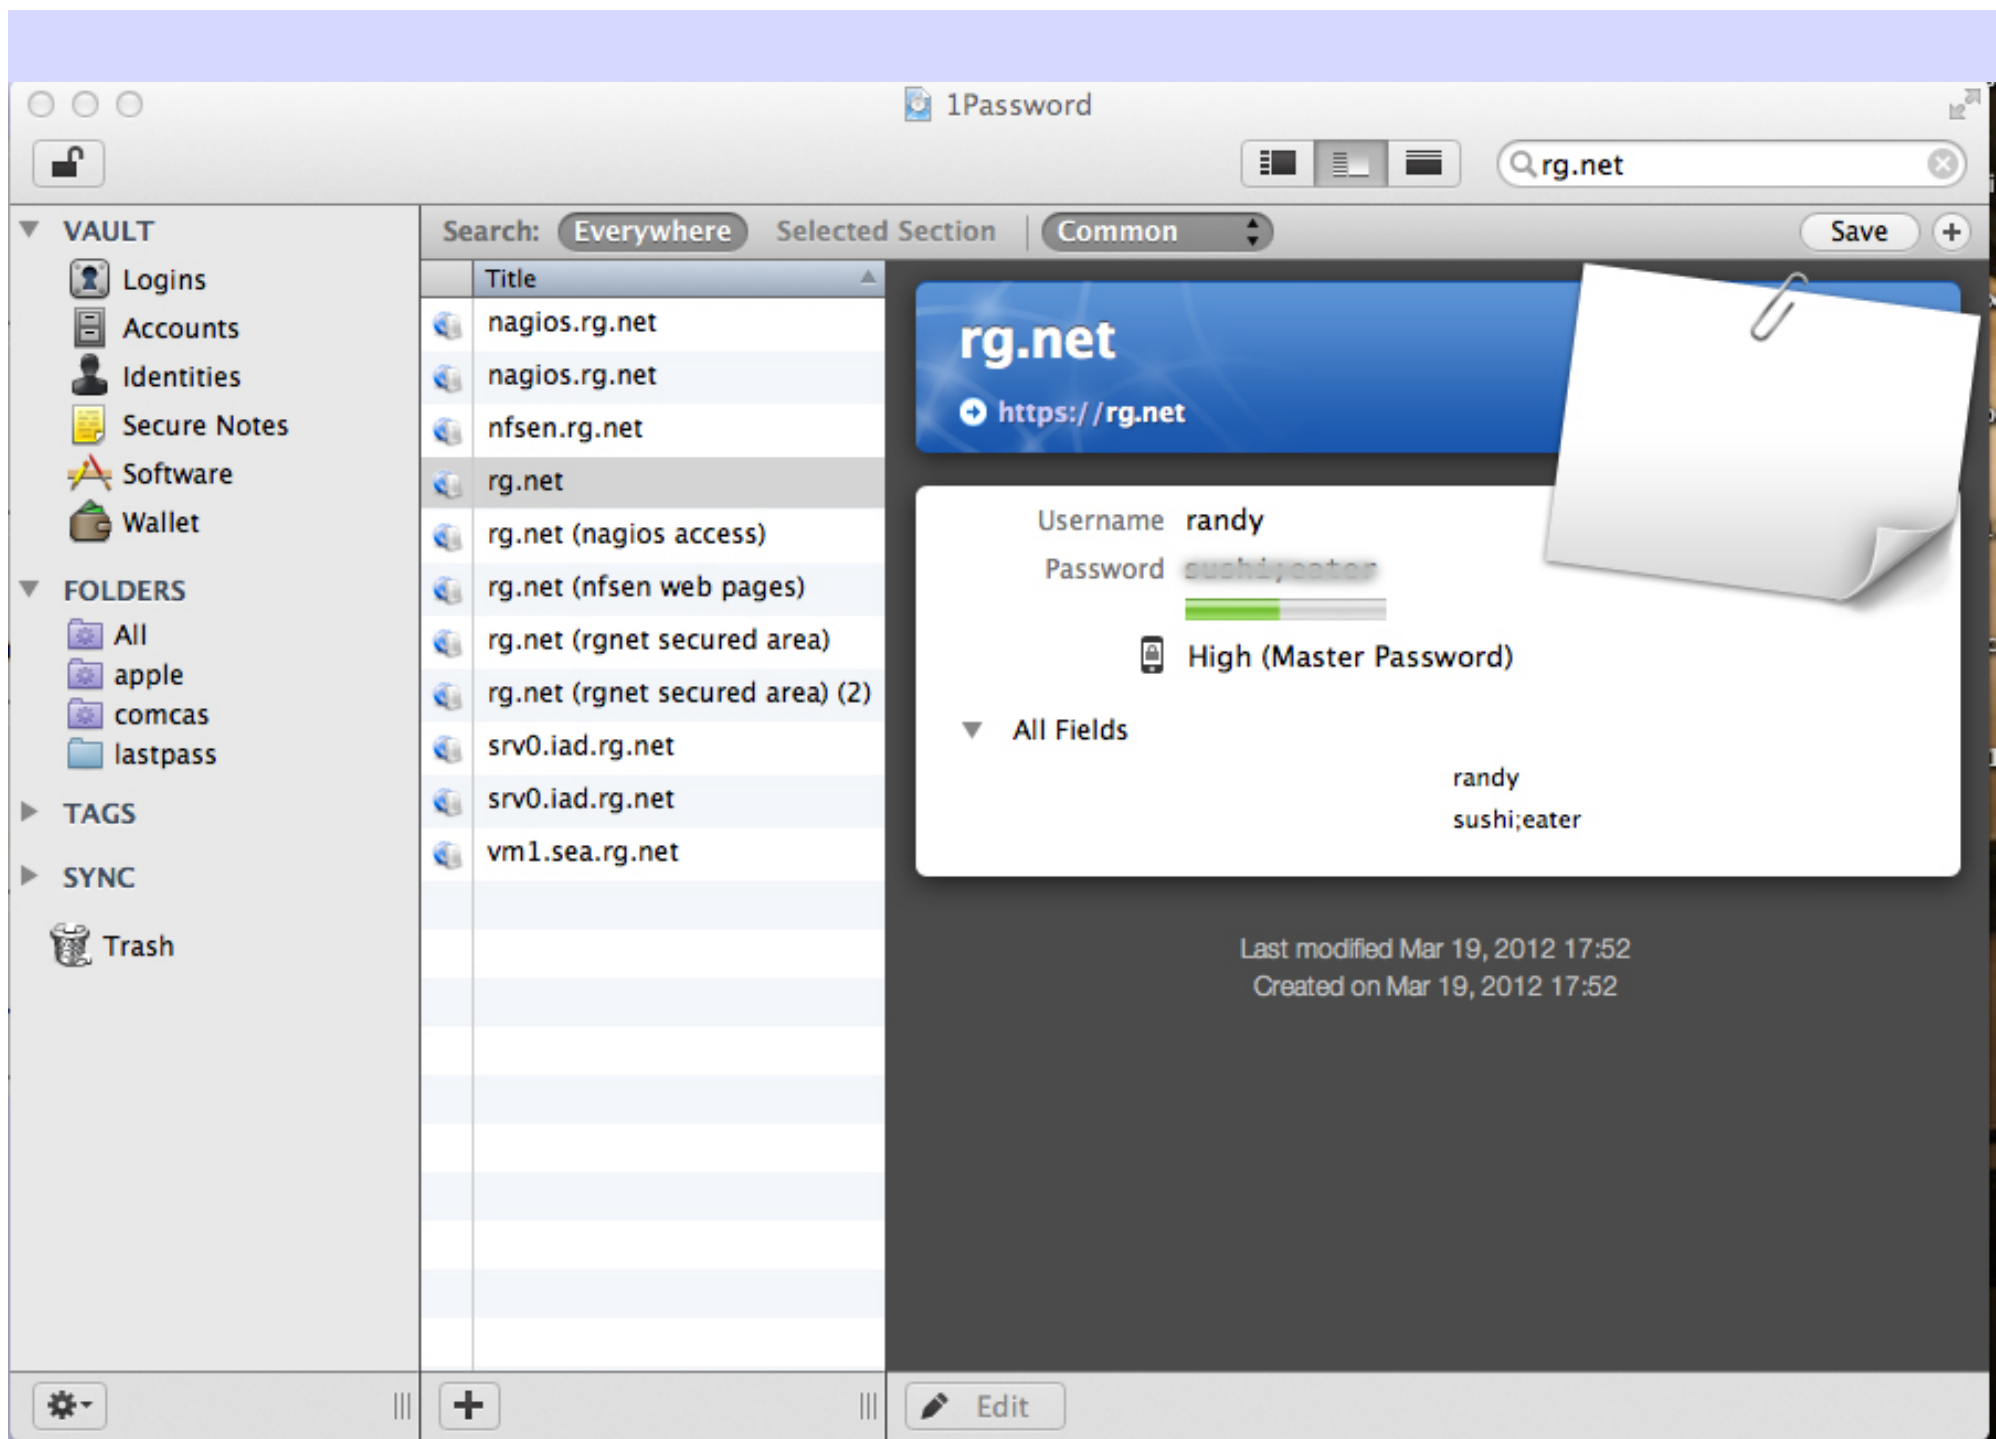 1Password
rg.net
VAULT
Logins
Accounts
Identities
Secure Notes
Software
Wallet
FOLDERS
All
apple
comcas
lastpass
TAGS
SYNC
Trash
Search: Everywhere Selected Section Common Save
Title
nagios.rg.net
nagios.rg.net
nfsen.rg.net
rg.net
rg.net (nagios access)
rg.net (nfsen web pages)
rg.net (rgnet secured area)
rg.net (rgnet secured area) (2)
srv0.iad.rg.net
srv0.iad.rg.net
vm1.sea.rg.net
rg.net
https://rg.net
Username randy
Password sushi;eater
High (Master Password)
All Fields
randy
sushi;eater
Last modified Mar 19, 2012 17:52
Created on Mar 19, 2012 17:52
Edit